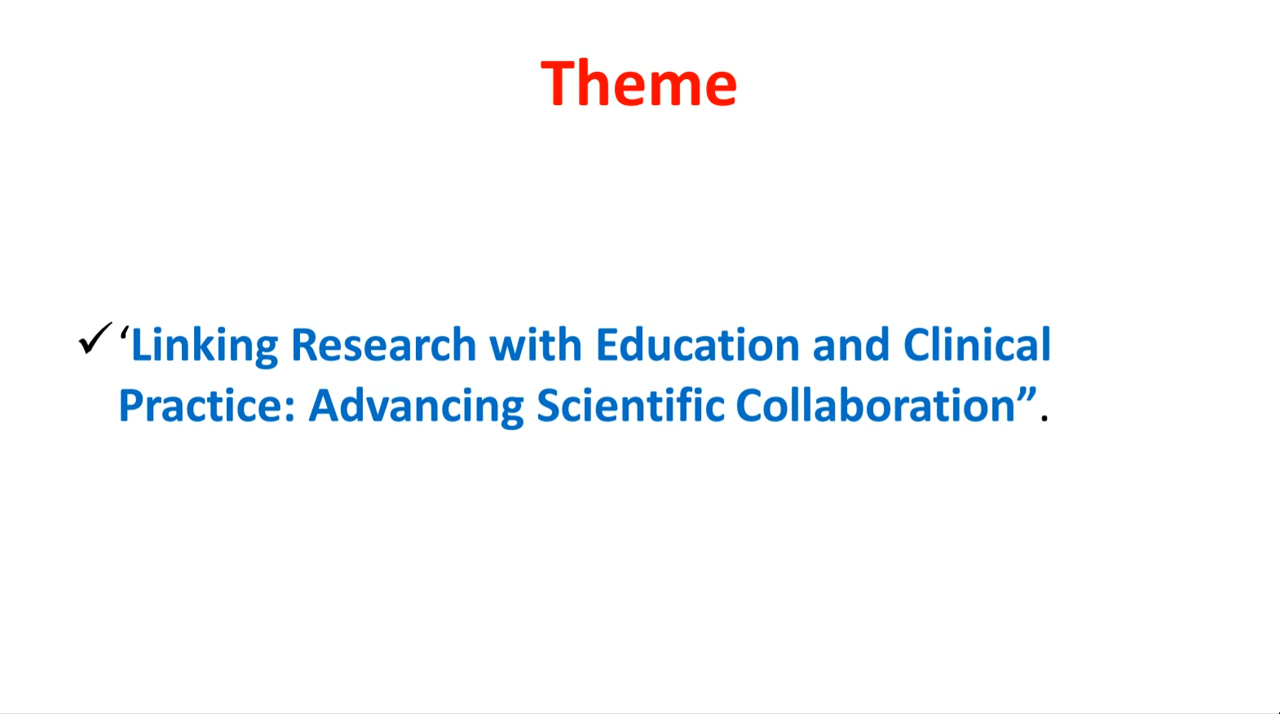 Theme
✓ ‘Linking Research with Education and Clinical
Practice: Advancing Scientific Collaboration”.